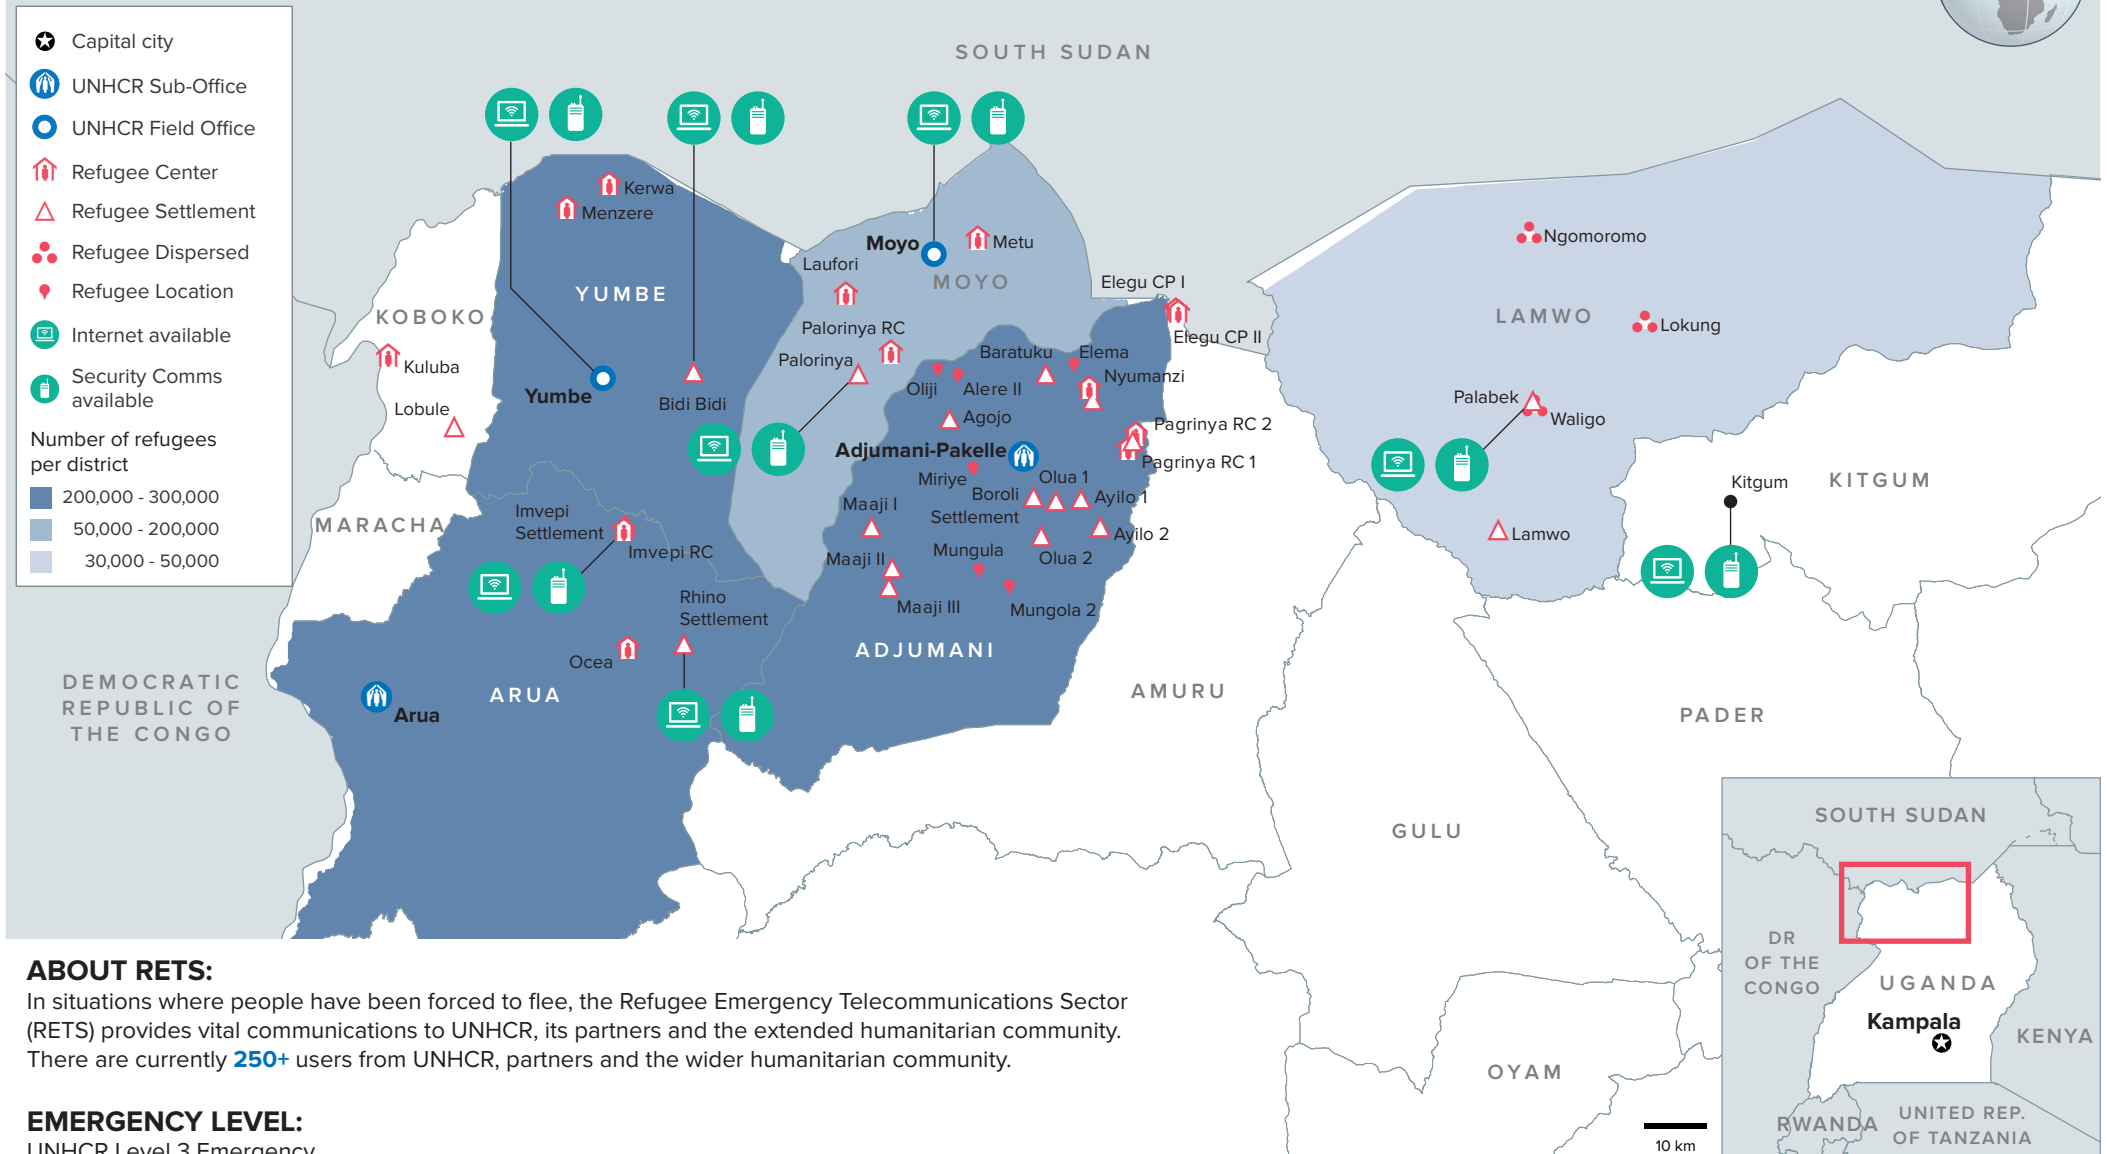 Capital city
UNHCR Sub-Office
UNHCR Field Office
Refugee Center
Refugee Settlement
Refugee Dispersed
Refugee Location
Internet available
Security Comms
available
Number of refugees
per district
200,000 - 300,000
50,000 - 200,000
30,000 - 50,000
SOUTH SUDAN
Kerwa
Menzere
YUMBE
KOBOKO
Kuluba
Lobule
Yumbe
Bidi Bidi
MARACHA
Moyo
Metu
MOYO
Laufori
Palorinya RC
Palorinya
Elegu CP I
Elegu CP II
Baratuku
Elema
Nyumanzi
Oliji
Alere II
Agojo
Adjumani-Pakelle
Pagrinya RC 2
Pagrinya RC 1
Miriye
Olua 1
Boroli
Settlement
Ayilo 1
Ayilo 2
Olua 2
Maaji I
Maaji II
Maaji III
Mungula
Mungola 2
ADJUMANI
Imvepi
Settlement
Imvepi RC
Rhino
Settlement
Ocea
ARUA
Arua
DEMOCRATIC
REPUBLIC OF
THE CONGO
Ngomoromo
LAMWO
Lokung
Palabek
Waligo
Lamwo
Kitgum
KITGUM
AMURU
PADER
GULU
OYAM
10 km
SOUTH SUDAN
DR
OF THE
CONGO
UGANDA
Kampala
KENYA
RWANDA
UNITED REP.
OF TANZANIA
ABOUT RETS:
In situations where people have been forced to flee, the Refugee Emergency Telecommunications Sector
(RETS) provides vital communications to UNHCR, its partners and the extended humanitarian community.
There are currently 250+ users from UNHCR, partners and the wider humanitarian community.
EMERGENCY LEVEL:
UNHCR Level 3 Emergency